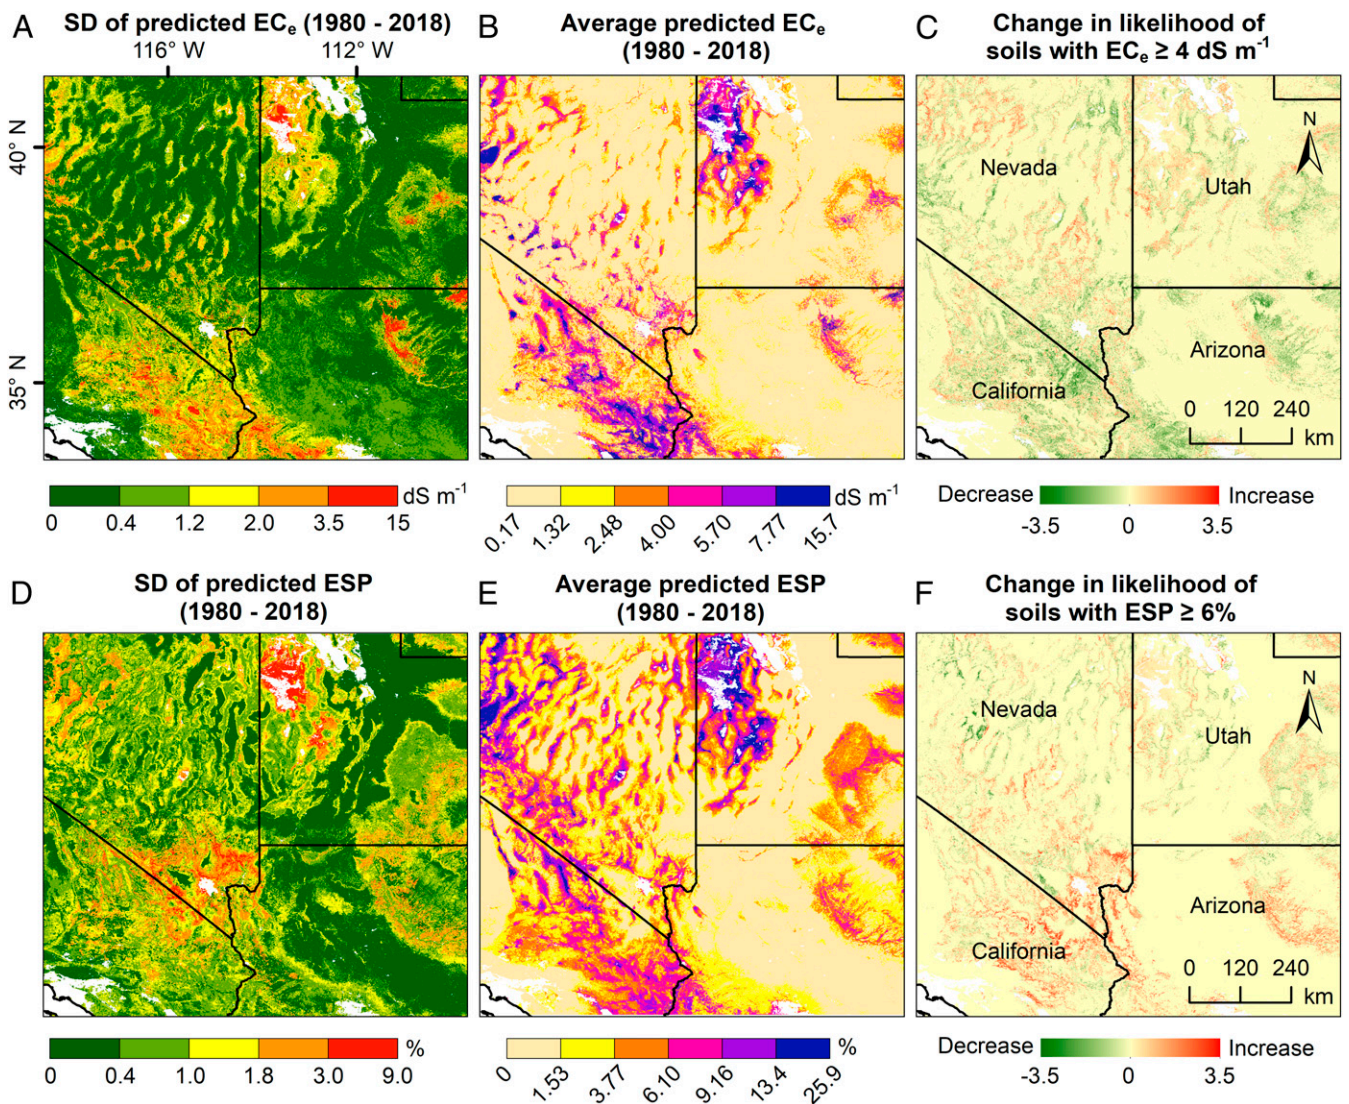 A SD of predicted ECe (1980 - 2018)
116° W 112° W
40° N
35° N
0 0.4 1.2 2.0 3.5 15
dS m-1
B Average predicted ECe
(1980 - 2018)
0.17 1.32 2.48 4.00 5.70 7.77 15.7
dS m-1
C Change in likelihood of
soils with ECe ≥ 4 dS m-1
N
Nevada
Utah
Arizona
California
0 120 240
km
Decrease Increase
-3.5 0 3.5
D SD of predicted ESP
(1980 - 2018)
%
0 0.4 1.0 1.8 3.0 9.0
E Average predicted ESP
(1980 - 2018)
%
0 1.53 3.77 6.10 9.16 13.4 25.9
F Change in likelihood of
soils with ESP ≥ 6%
N
Nevada
Utah
Arizona
California
0 120 240
km
Decrease Increase
-3.5 0 3.5